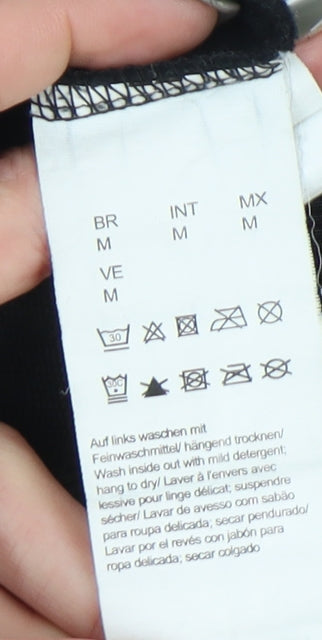 BR INT MX
M M M
VE
M
30
30C
Auf links waschen mit
Feinwaschmittel/ hängend trocknen/
Wash inside out with mild detergent;
hang to dry/ Laver à l'envers avec
lessive pour linge délicat; suspendre
sécher/ Lavar de avesso com sabão
para roupa delicada; secar pendurado/
Lavar por el revés con jabón para
ropa delicada; secar colgado